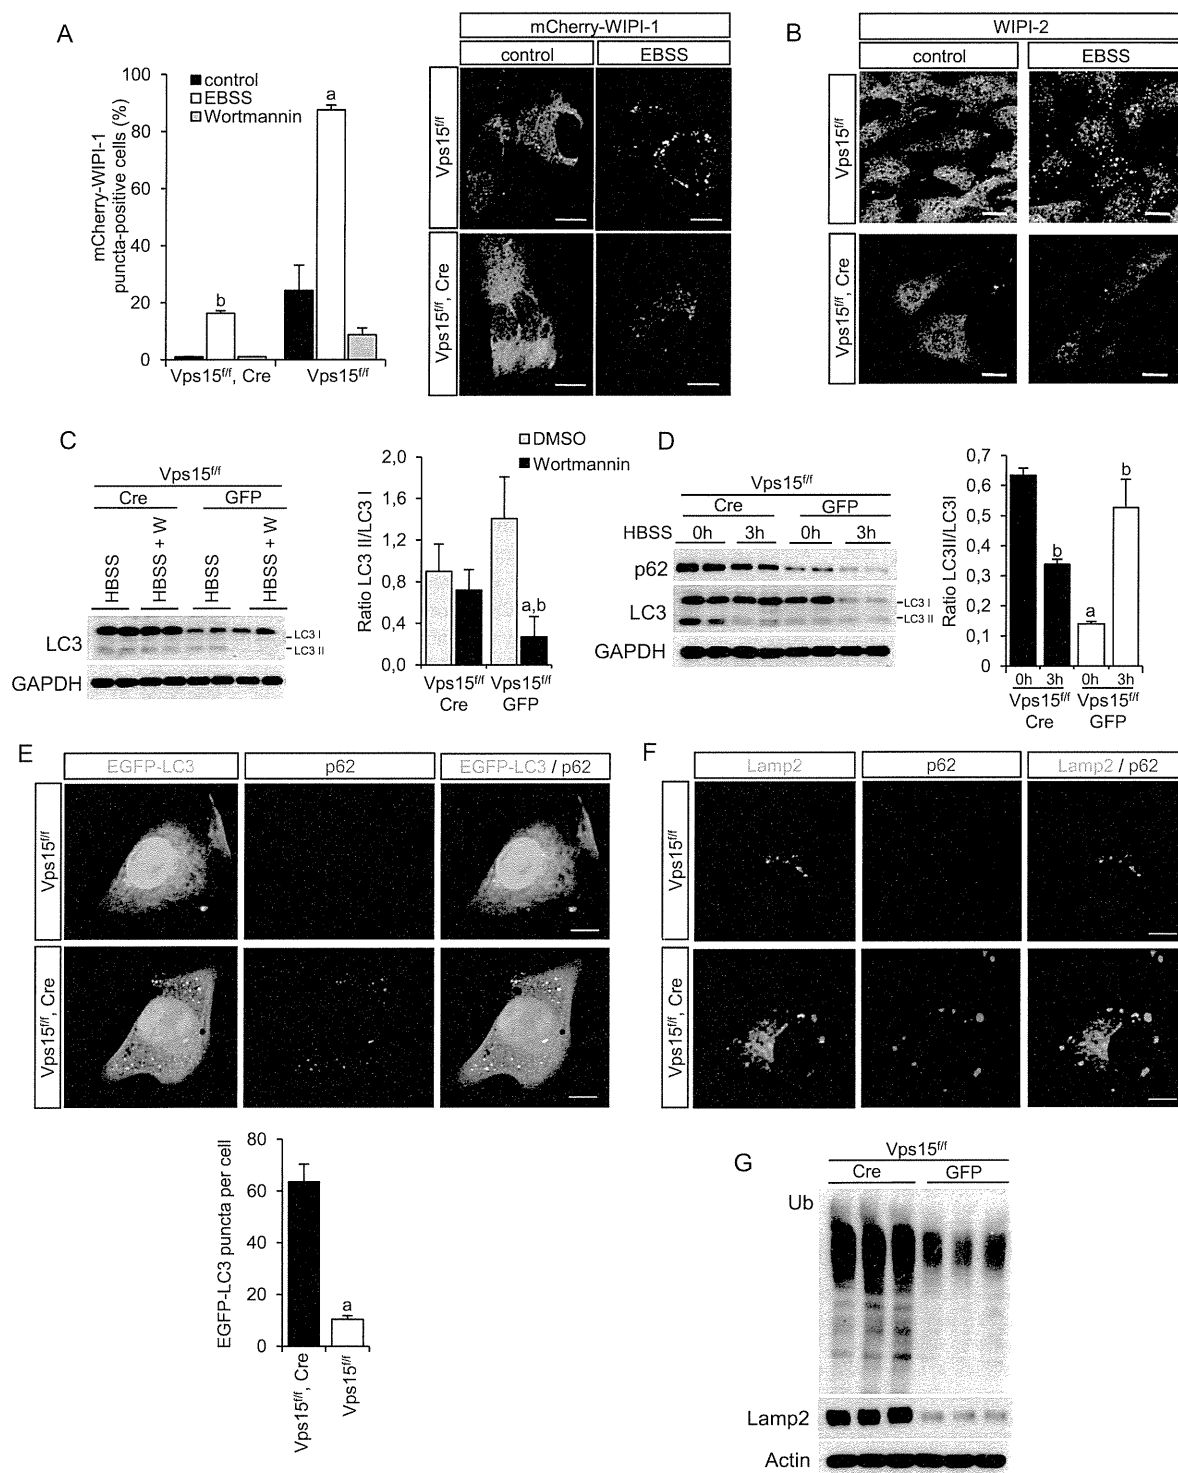 A
mCherry-WIPI-1
control
EBSS
Vps15f/f
Vps15f/f, Cre
mCherry-WIPI-1
puncta-positive cells (%)
100
80
60
40
20
0
control
EBSS
Wortmannin
b
a
Vps15f/f, Cre
Vps15f/f
B
WIPI-2
control
EBSS
Vps15f/f
Vps15f/f, Cre
C
Vps15f/f
Cre
GFP
HBSS
HBSS + W
HBSS
HBSS + W
LC3
LC3 I
LC3 II
GAPDH
DMSO
Wortmannin
Ratio LC3 II/LC3 I
2,0
1,6
1,2
0,8
0,4
0,0
a,b
Vps15f/f
Cre
Vps15f/f
GFP
D
Vps15f/f
Cre
GFP
HBSS
0h
3h
0h
3h
p62
LC3
LC3 I
LC3 II
GAPDH
Ratio LC3II/LC3I
0,7
0,6
0,5
0,4
0,3
0,2
0,1
0
b
a
b
0h
3h
0h
3h
Vps15f/f
Cre
Vps15f/f
GFP
E
EGFP-LC3
p62
EGFP-LC3 / p62
Vps15f/f
Vps15f/f, Cre
EGFP-LC3 puncta per cell
80
60
40
20
0
a
Vps15f/f, Cre
Vps15f/f
F
Lamp2
p62
Lamp2 / p62
Vps15f/f
Vps15f/f, Cre
G
Vps15f/f
Cre
GFP
Ub
Lamp2
Actin